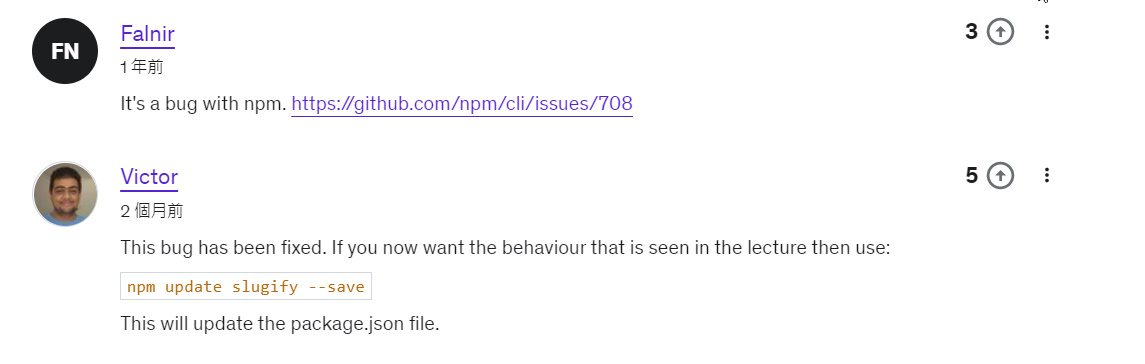 FN
Falnir
3
1 年前
It's a bug with npm. https://github.com/npm/cli/issues/708
Victor
5
2 個月前
This bug has been fixed. If you now want the behaviour that is seen in the lecture then use:
npm update slugify --save
This will update the package.json file.